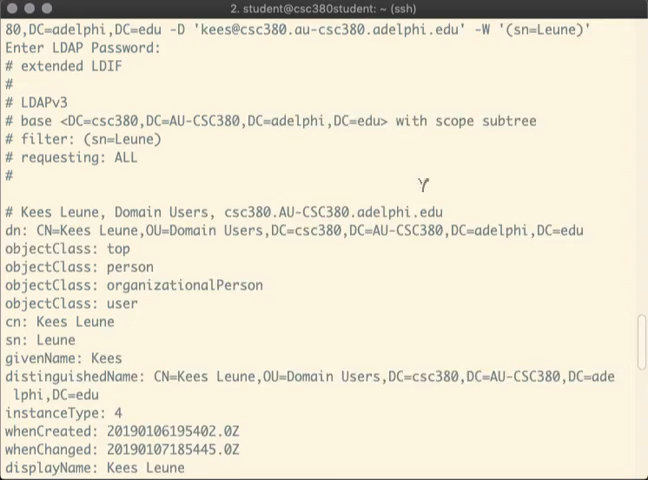 2. student@csc380student: ~ (ssh)
80,DC=adelphi,DC=edu -D 'kees@csc380.au-csc380.adelphi.edu' -W '(sn=Leune)'
Enter LDAP Password:
# extended LDIF
#
# LDAPv3
# base <DC=csc380,DC=AU-CSC380,DC=adelphi,DC=edu> with scope subtree
# filter: (sn=Leune)
# requesting: ALL
#
# Kees Leune, Domain Users, csc380.AU-CSC380.adelphi.edu
dn: CN=Kees Leune,OU=Domain Users,DC=csc380,DC=AU-CSC380,DC=adelphi,DC=edu
objectClass: top
objectClass: person
objectClass: organizationalPerson
objectClass: user
cn: Kees Leune
sn: Leune
givenName: Kees
distinguishedName: CN=Kees Leune,OU=Domain Users,DC=csc380,DC=AU-CSC380,DC=ade
 lphi,DC=edu
instanceType: 4
whenCreated: 20190106195402.0Z
whenChanged: 20190107185445.0Z
displayName: Kees Leune